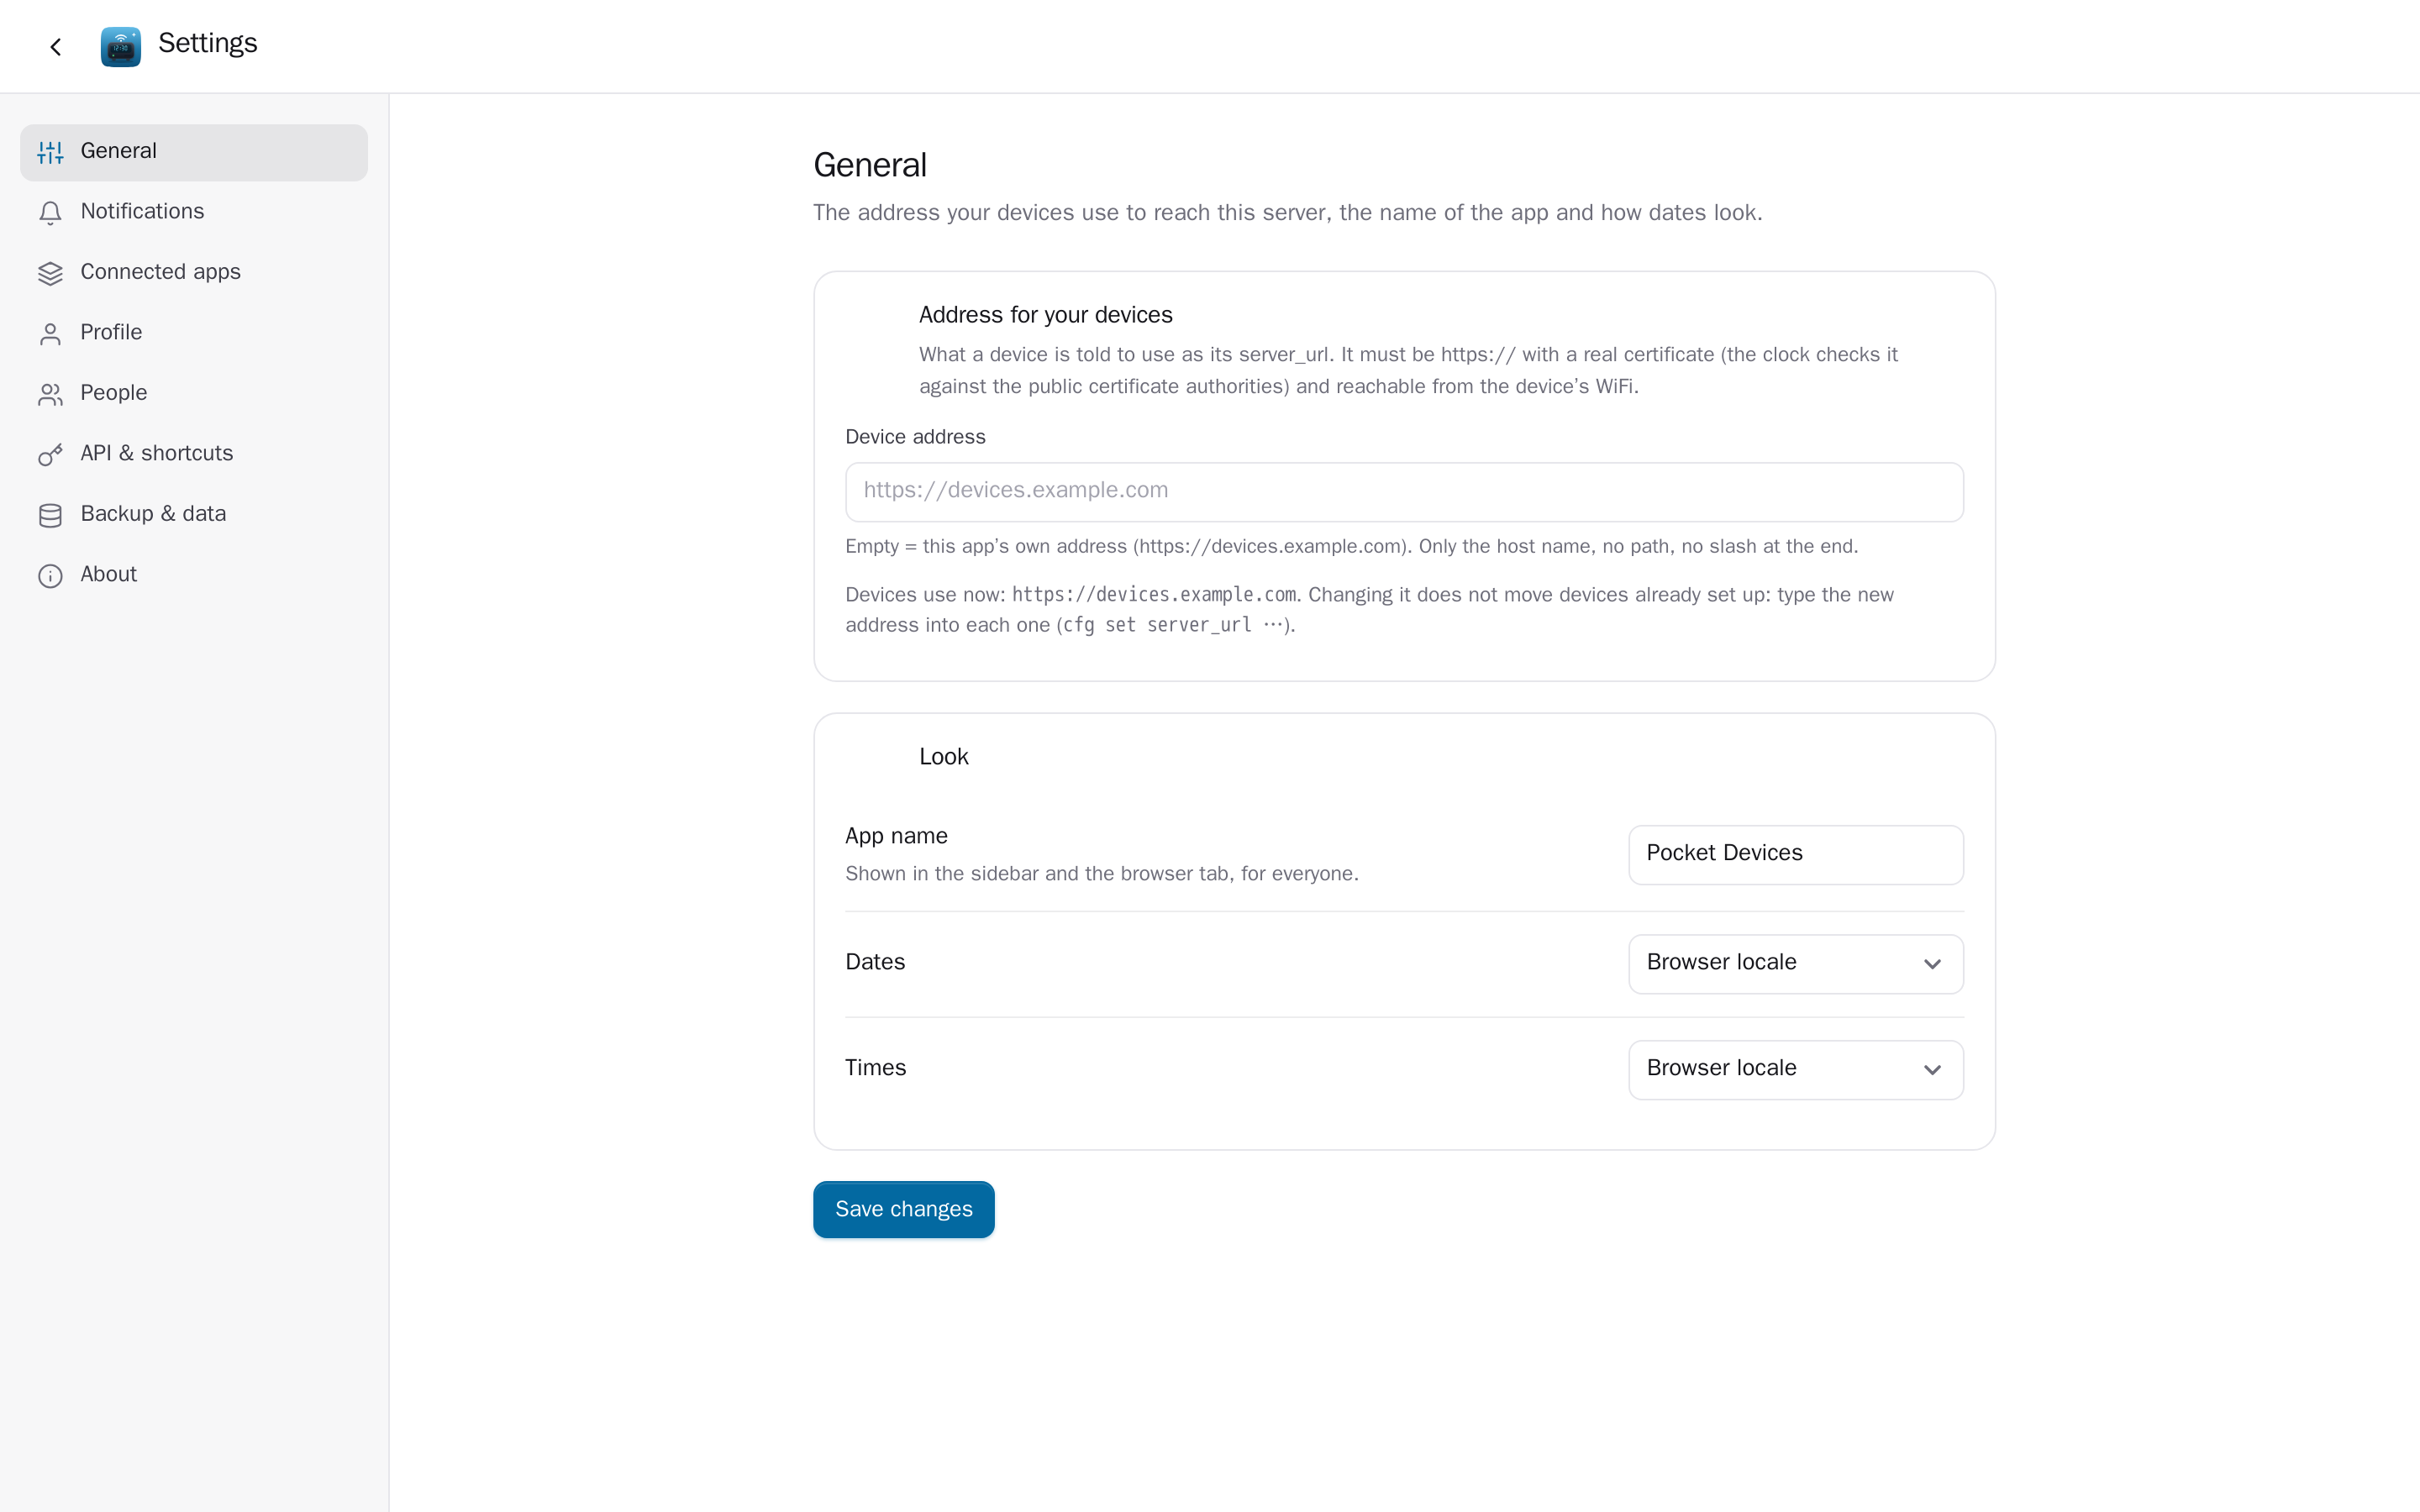 Settings
General
Notifications
Connected apps
Profile
People
API & shortcuts
Backup & data
About
General
The address your devices use to reach this server, the name of the app and how dates look.
Address for your devices
What a device is told to use as its server_url. It must be https:// with a real certificate (the clock checks it
against the public certificate authorities) and reachable from the device’s WiFi.
Device address
https://devices.example.com
Empty = this app’s own address (https://devices.example.com). Only the host name, no path, no slash at the end.
Devices use now: https://devices.example.com. Changing it does not move devices already set up: type the new
address into each one (cfg set server_url …).
Look
App name
Pocket Devices
Shown in the sidebar and the browser tab, for everyone.
Dates
Browser locale
Times
Browser locale
Save changes